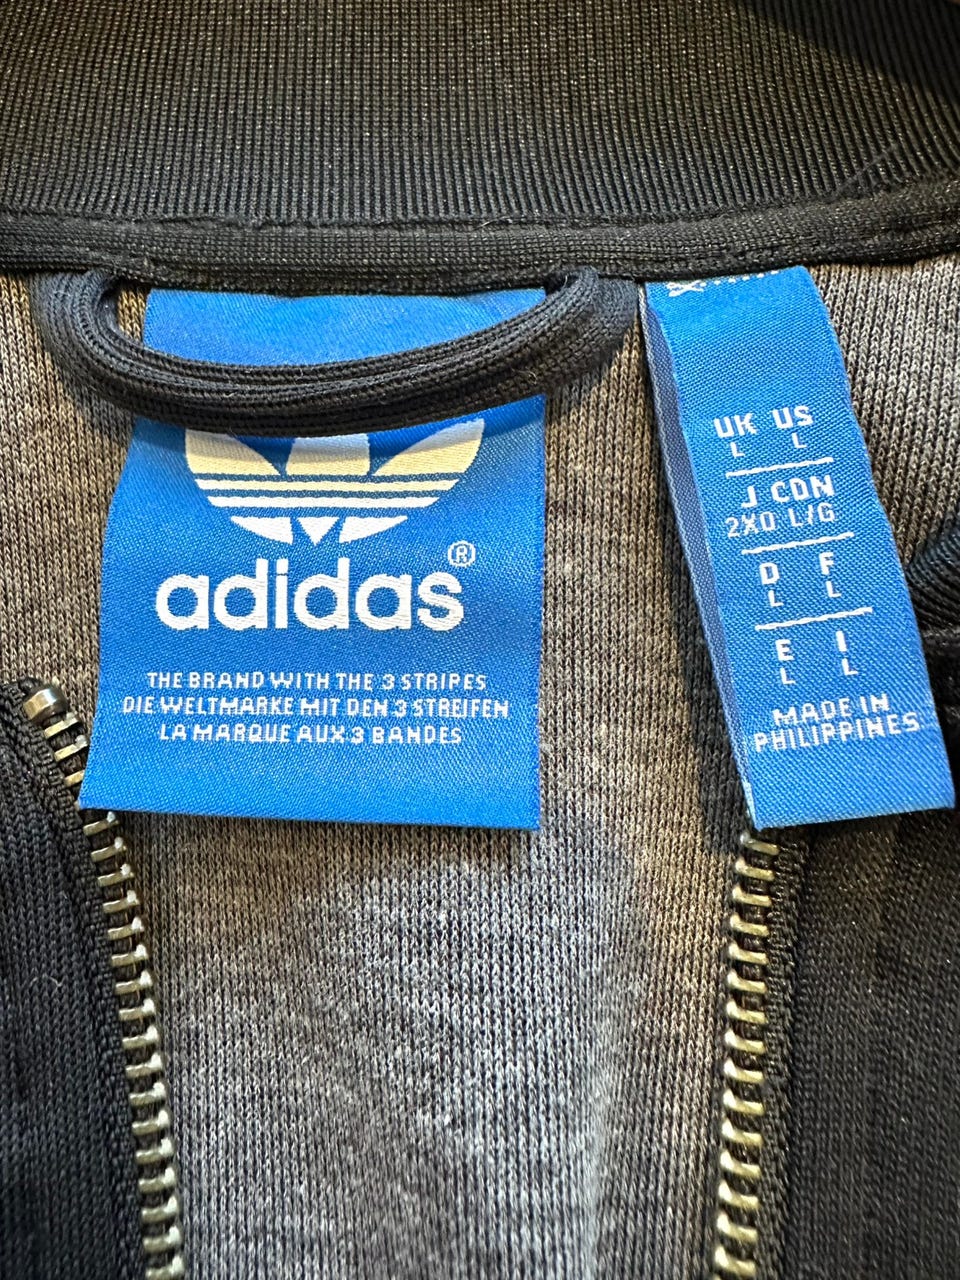 adidas®
THE BRAND WITH THE 3 STRIPES
DIE WELTMARKE MIT DEN 3 STREIFEN
LA MARQUE AUX 3 BANDES
UK US
L L
J CDN
2XO L/G
D F
L L
E I
L L
MADE IN
PHILIPPINES